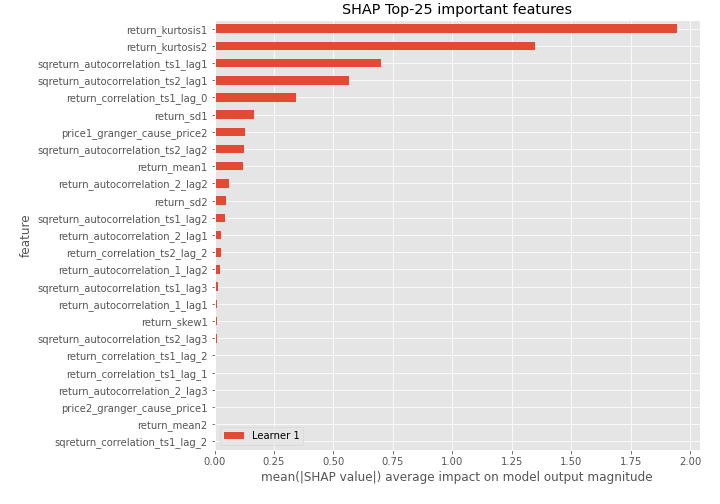 SHAP Top-25 important features
return_kurtosis1
return_kurtosis2
sqreturn_autocorrelation_ts1_lag1
sqreturn_autocorrelation_ts2_lag1
return_correlation_ts1_lag_0
return_sd1
price1_granger_cause_price2
sqreturn_autocorrelation_ts2_lag2
return_mean1
return_autocorrelation_2_lag2
return_sd2
sqreturn_autocorrelation_ts1_lag2
return_autocorrelation_2_lag1
return_correlation_ts2_lag_2
return_autocorrelation_1_lag2
sqreturn_autocorrelation_ts1_lag3
return_autocorrelation_1_lag1
return_skew1
sqreturn_autocorrelation_ts2_lag3
return_correlation_ts1_lag_2
return_correlation_ts1_lag_1
return_autocorrelation_2_lag3
price2_granger_cause_price1
return_mean2
sqreturn_correlation_ts1_lag_2
feature
Learner 1
0.00 0.25 0.50 0.75 1.00 1.25 1.50 1.75 2.00
mean(|SHAP value|) average impact on model output magnitude